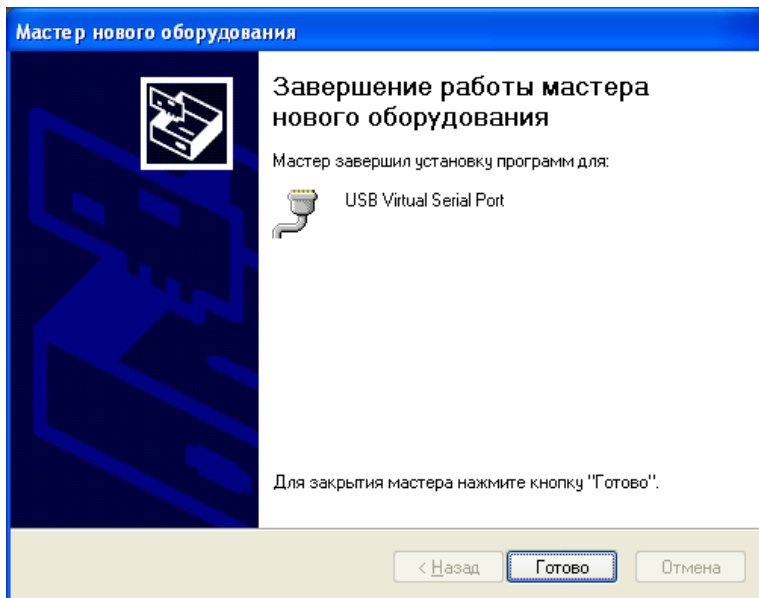 Мастер нового оборудования
Завершение работы мастера
нового оборудования
Мастер завершил установку программ для:
USB Virtual Serial Port
Для закрытия мастера нажмите кнопку "Готово".
< Назад Готово Отмена